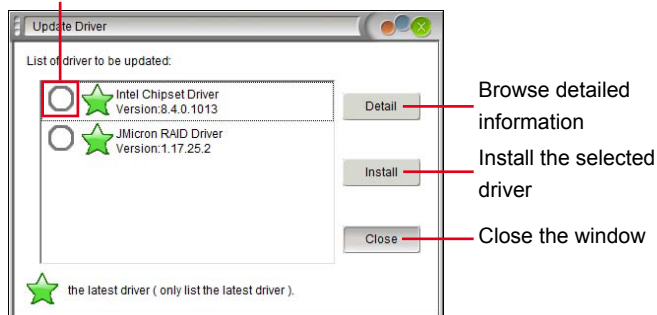 Update Driver
List of driver to be updated:
Intel Chipset Driver
Version:8.4.0.1013
JMicron RAID Driver
Version:1.17.25.2
Detail
Install
Close
the latest driver ( only list the latest driver ).
Browse detailed
information
Install the selected
driver
Close the window